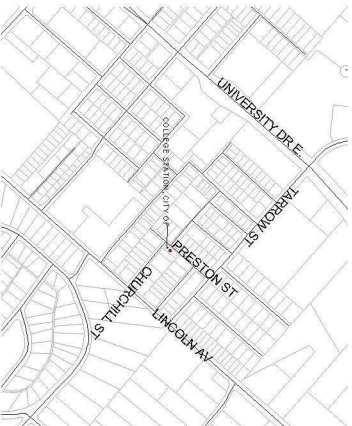 UNIVERSITY DR E.
COLLEGE STATION, CITY OF
TARROW ST
PRESTON ST
CHURCHILL ST
LINCOLN AV